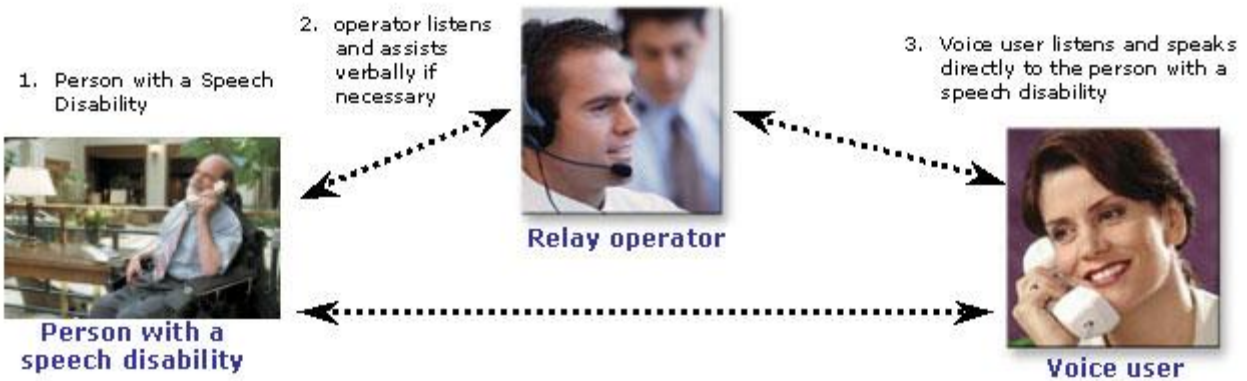 1. Person with a Speech
Disability
2. operator listens
and assists
verbally if
necessary
3. Voice user listens and speaks
directly to the person with a
speech disability
Relay operator
Person with a
speech disability
Voice user